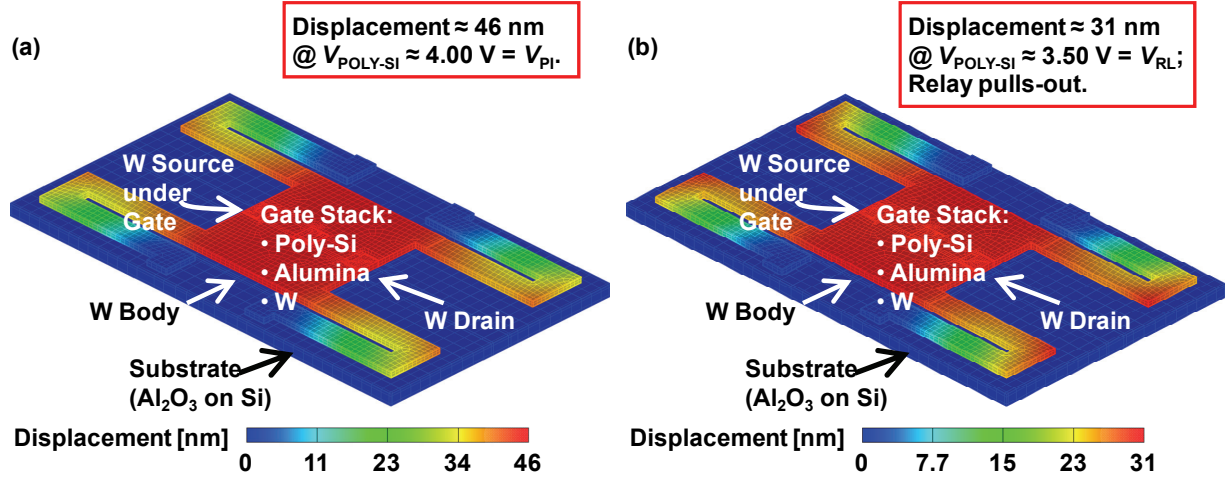 (a)
Displacement ≈ 46 nm
@ VPOLY-SI ≈ 4.00 V = VPI.
W Source
under
Gate
Gate Stack:
• Poly-Si
• Alumina
• W
W Body
W Drain
Substrate
(Al2O3 on Si)
Displacement [nm]
0 11 23 34 46
(b)
Displacement ≈ 31 nm
@ VPOLY-SI ≈ 3.50 V = VRL;
Relay pulls-out.
W Source
under
Gate
Gate Stack:
• Poly-Si
• Alumina
• W
W Body
W Drain
Substrate
(Al2O3 on Si)
Displacement [nm]
0 7.7 15 23 31